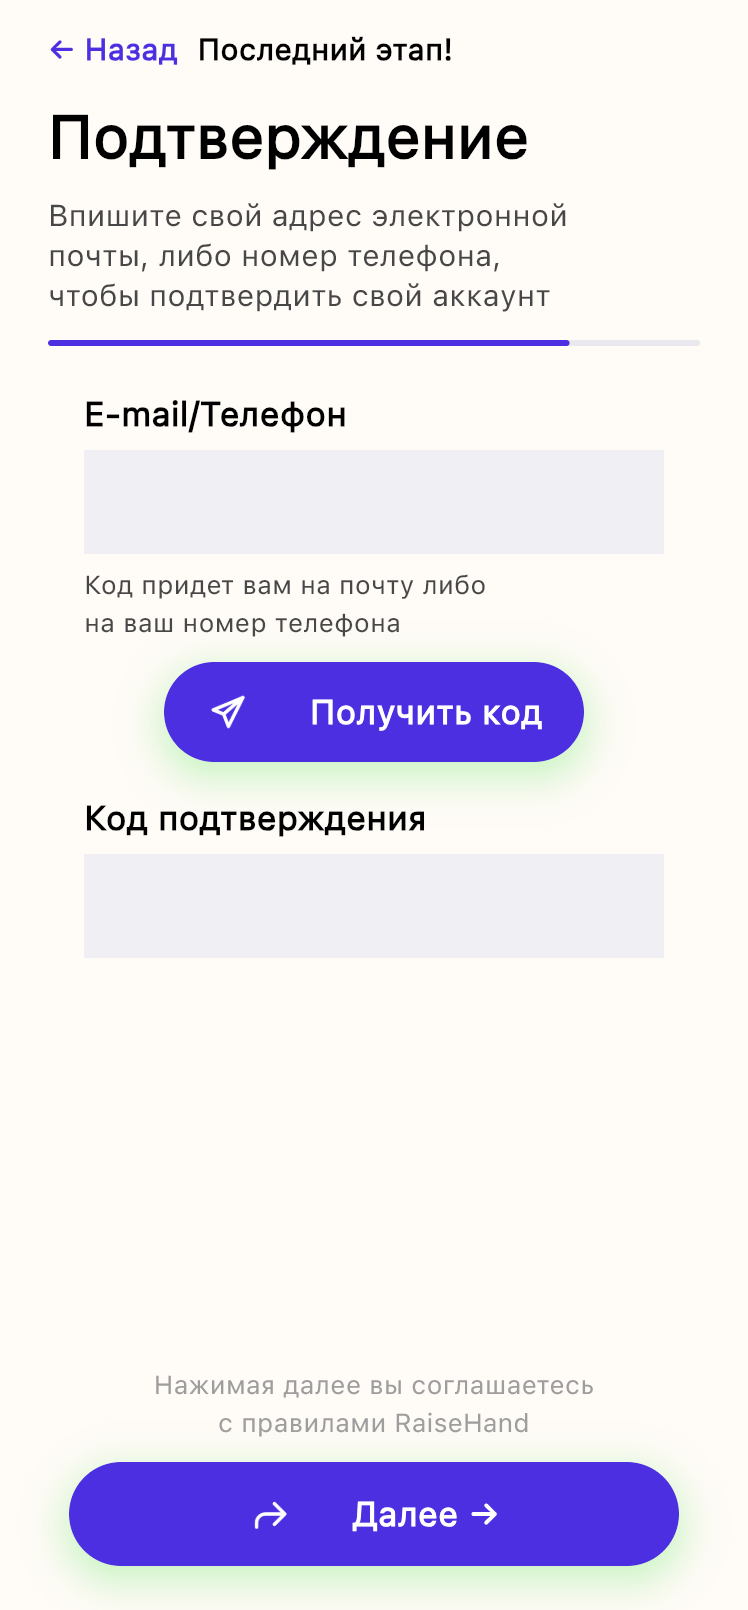 ← Назад Последний этап!
Подтверждение
Впишите свой адрес электронной
почты, либо номер телефона,
чтобы подтвердить свой аккаунт
E-mail/Телефон
Код придет вам на почту либо
на ваш номер телефона
Получить код
Код подтверждения
Нажимая далее вы соглашаетесь
с правилами RaiseHand
Далее →